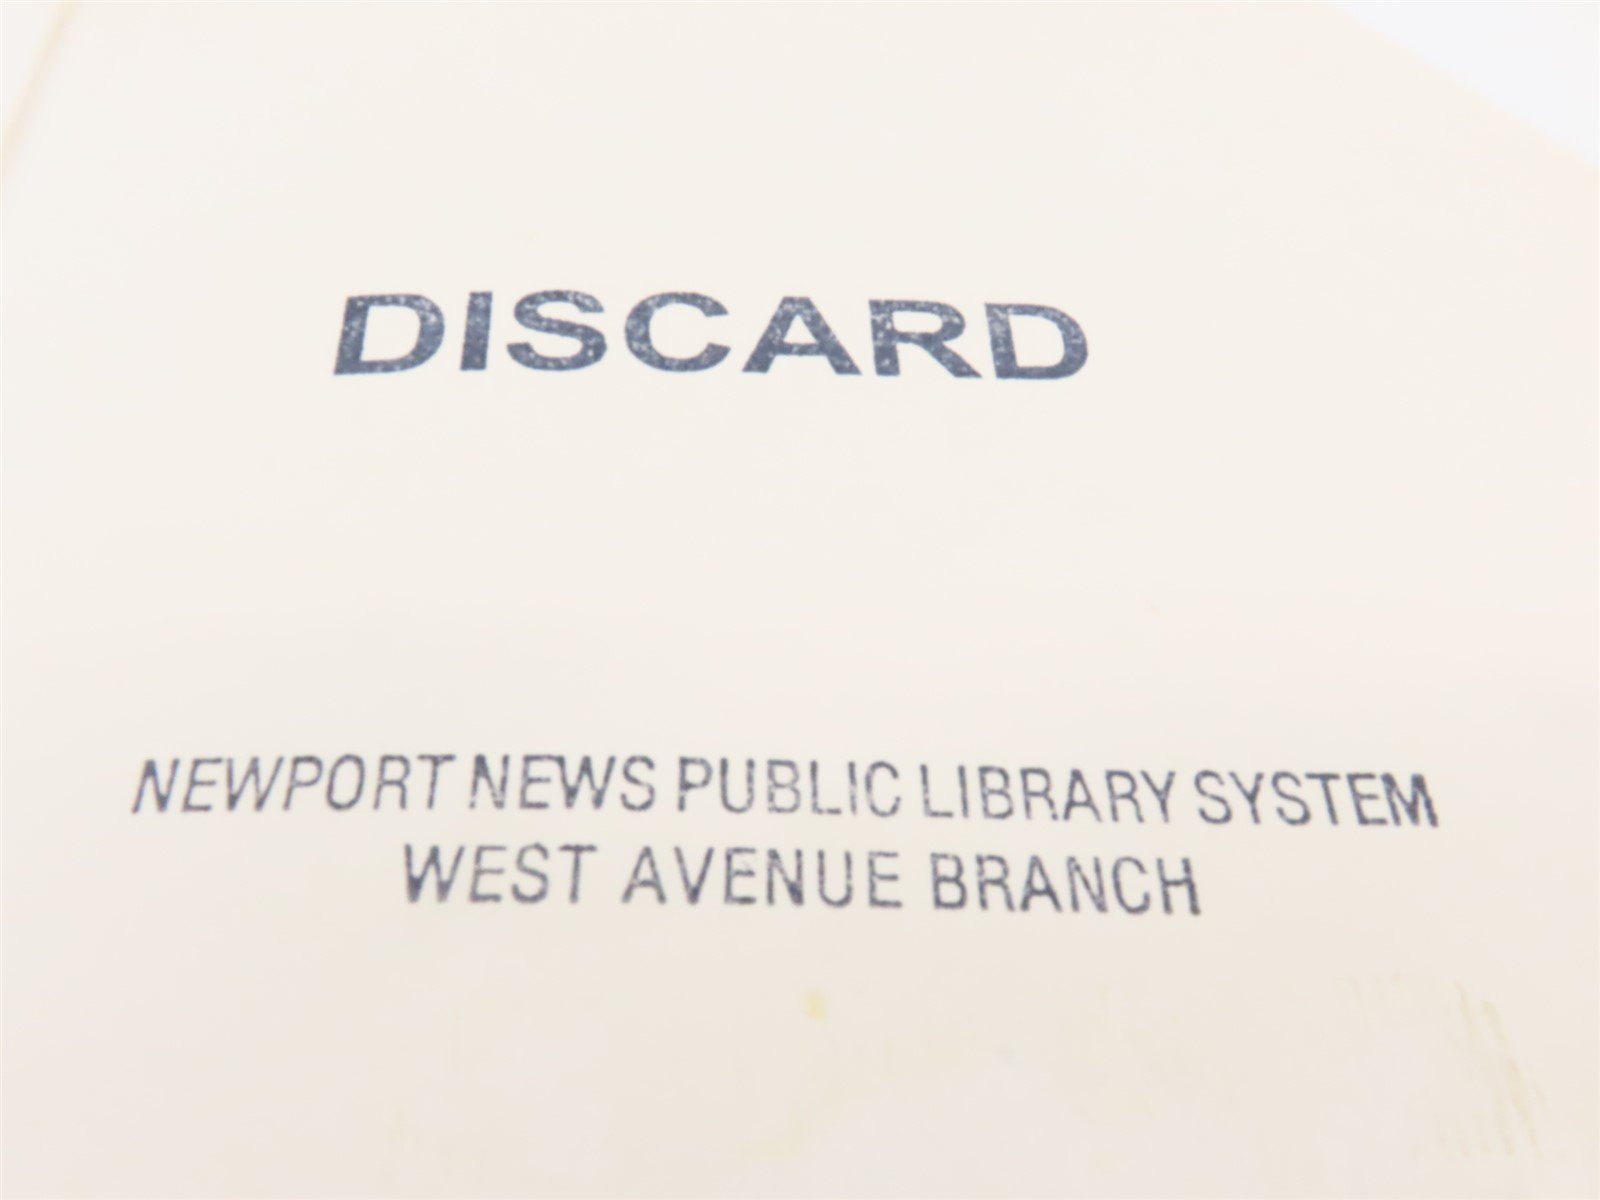 DISCARD
NEWPORT NEWS PUBLIC LIBRARY SYSTEM
WEST AVENUE BRANCH